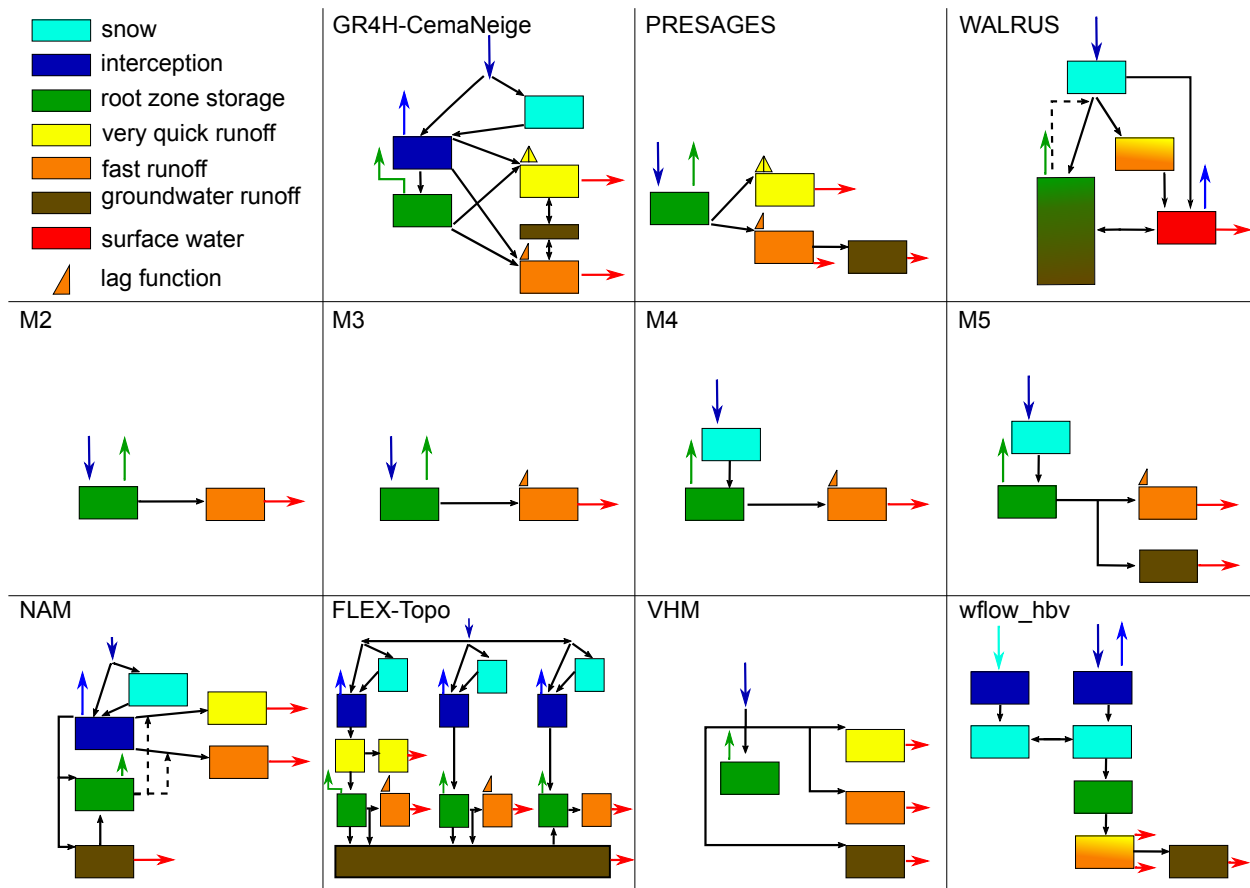 snow
interception
root zone storage
very quick runoff
fast runoff
groundwater runoff
surface water
lag function
GR4H-CemaNeige
PRESAGES
WALRUS
M2
M3
M4
M5
NAM
FLEX-Topo
VHM
wflow_hbv